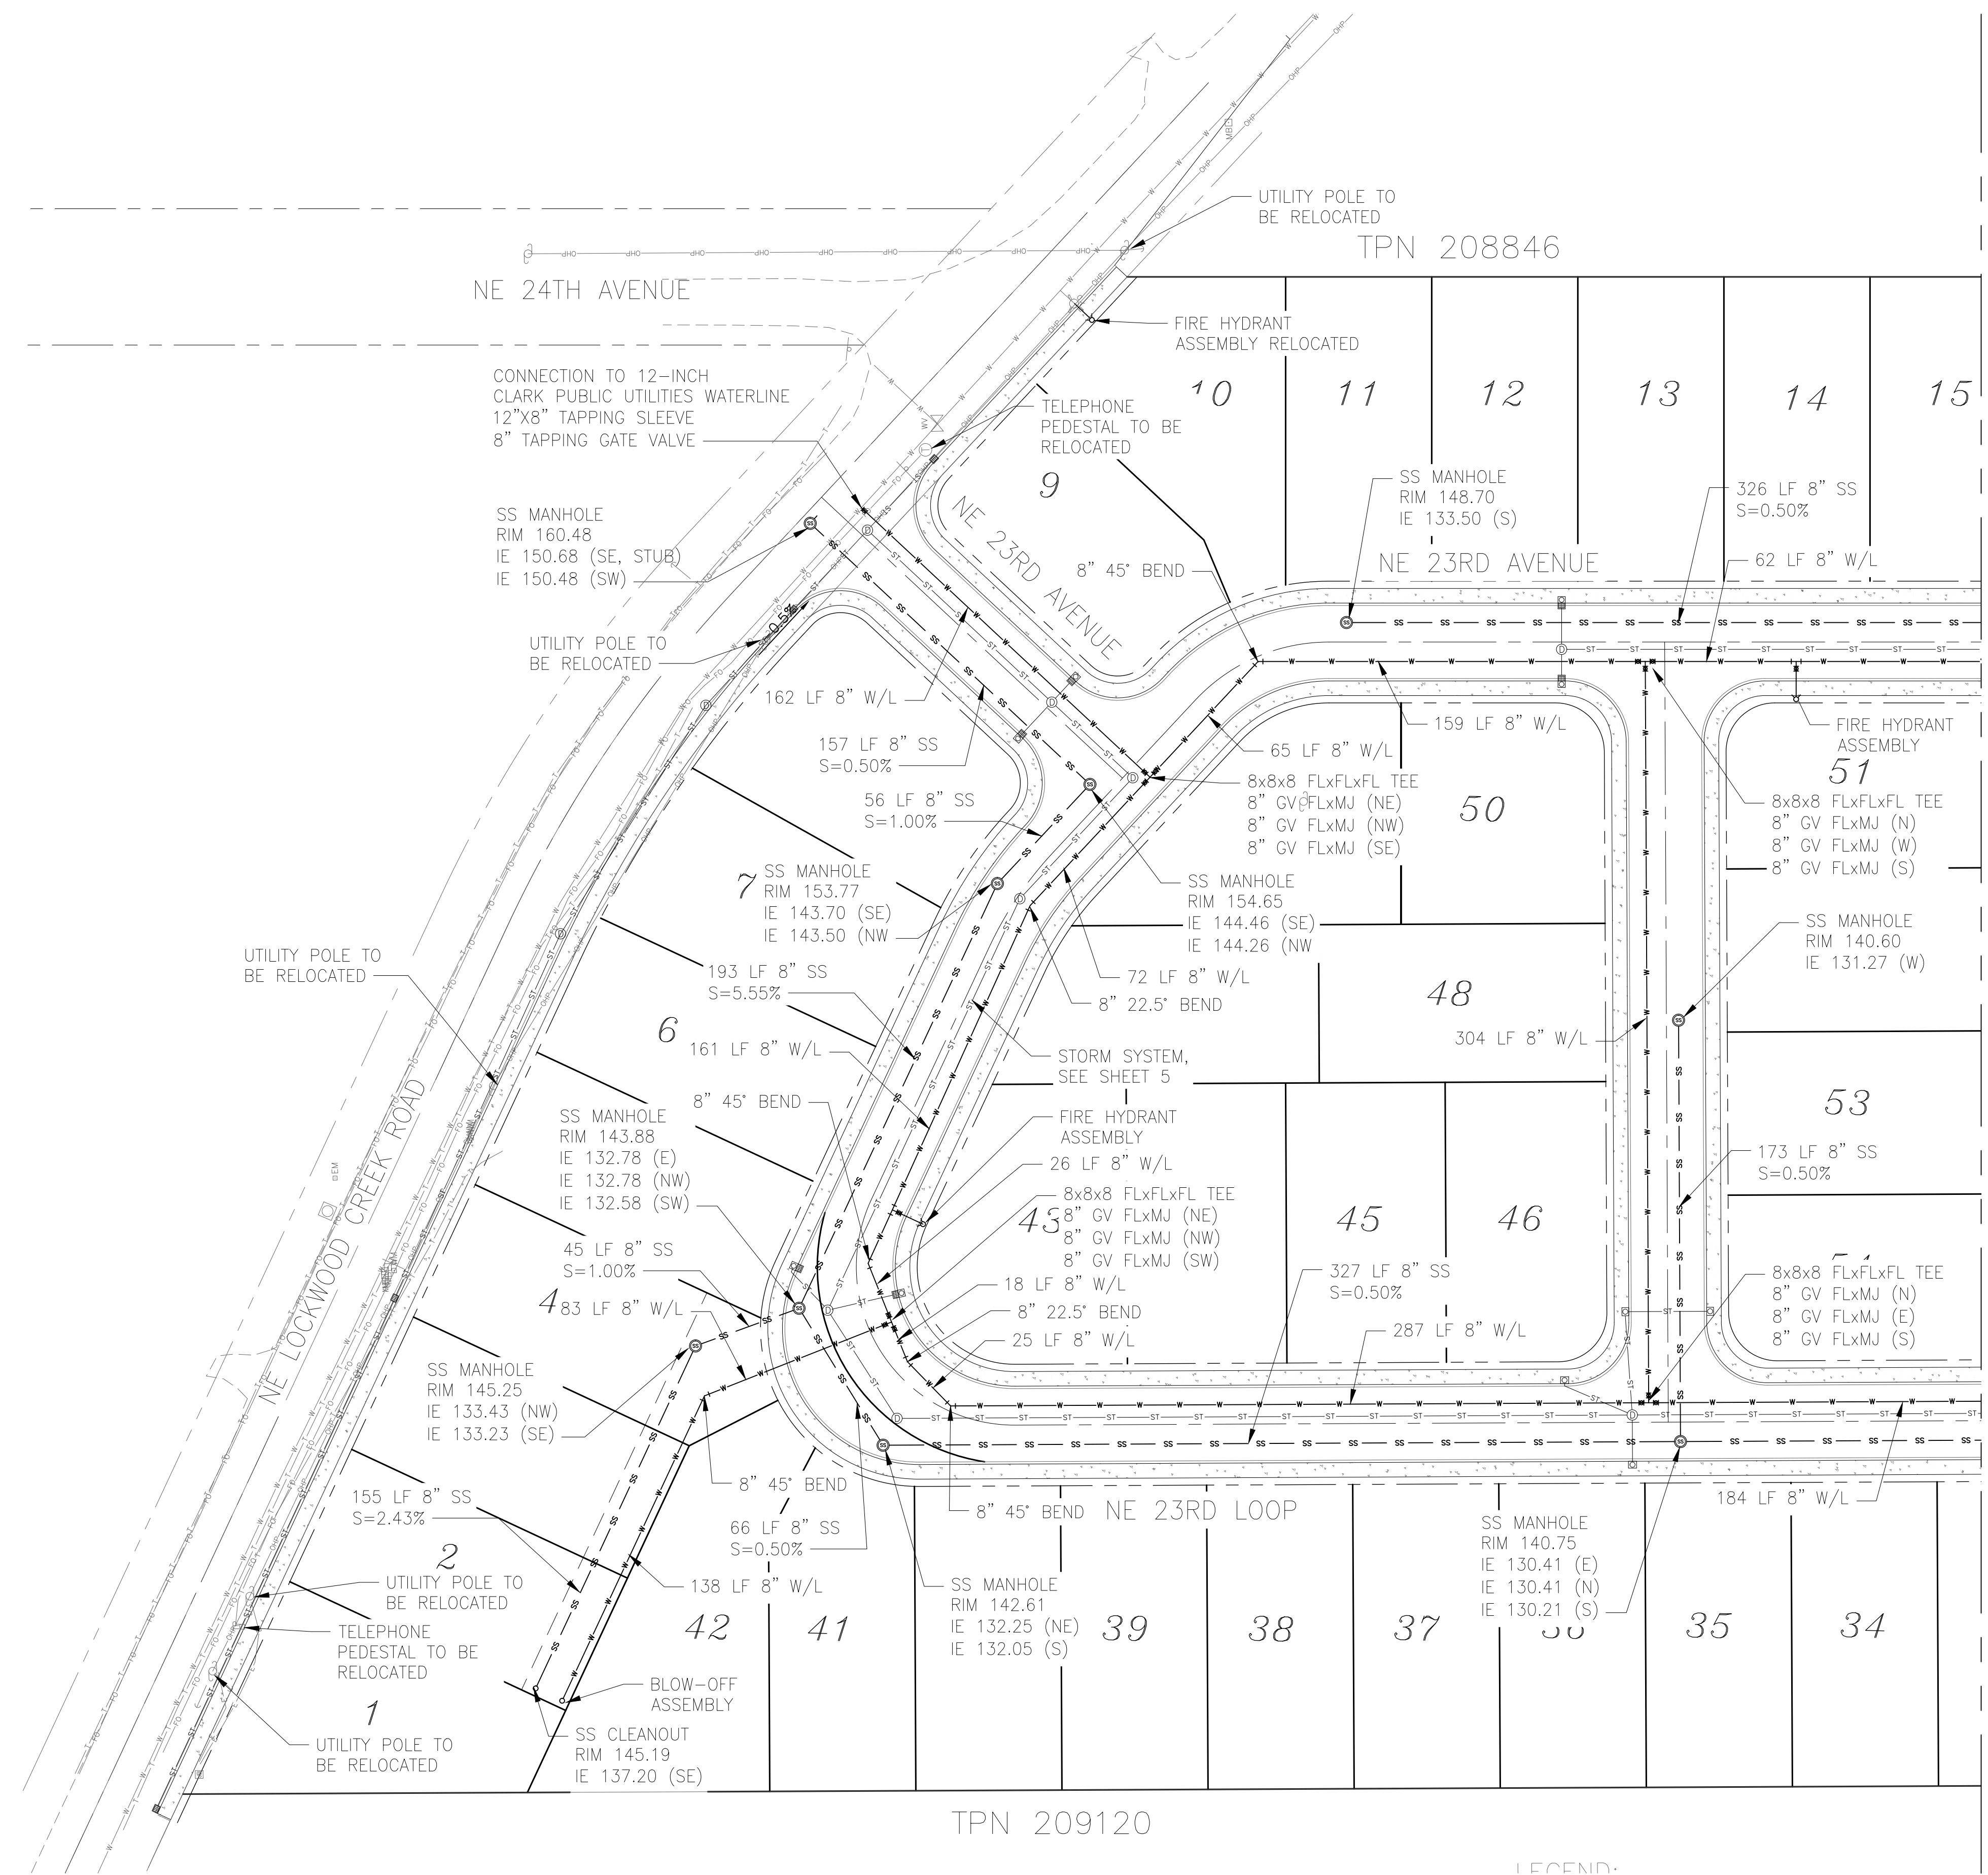 UTILITY POLE TO
BE RELOCATED
TPN 208846
NE 24TH AVENUE
FIRE HYDRANT
ASSEMBLY RELOCATED
CONNECTION TO 12-INCH
CLARK PUBLIC UTILITIES WATERLINE
12"X8" TAPPING SLEEVE
8" TAPPING GATE VALVE
TELEPHONE
PEDESTAL TO BE
RELOCATED
10
11
12
13
14
15
9
SS MANHOLE
RIM 148.70
IE 133.50 (S)
326 LF 8" SS
S=0.50%
SS MANHOLE
RIM 160.48
IE 150.68 (SE, STUB)
IE 150.48 (SW)
NE 23RD AVENUE
8" 45° BEND
NE 23RD AVENUE
62 LF 8" W/L
UTILITY POLE TO
BE RELOCATED
162 LF 8" W/L
157 LF 8" SS
S=0.50%
56 LF 8" SS
S=1.00%
159 LF 8" W/L
65 LF 8" W/L
8x8x8 FLxFLxFL TEE
8" GV FLxMJ (NE)
8" GV FLxMJ (NW)
8" GV FLxMJ (SE)
50
FIRE HYDRANT
ASSEMBLY
51
8x8x8 FLxFLxFL TEE
8" GV FLxMJ (N)
8" GV FLxMJ (W)
8" GV FLxMJ (S)
7
SS MANHOLE
RIM 153.77
IE 143.70 (SE)
IE 143.50 (NW
SS MANHOLE
RIM 154.65
IE 144.46 (SE)
IE 144.26 (NW
SS MANHOLE
RIM 140.60
IE 131.27 (W)
UTILITY POLE TO
BE RELOCATED
193 LF 8" SS
S=5.55%
72 LF 8" W/L
8" 22.5° BEND
48
6
161 LF 8" W/L
304 LF 8" W/L
STORM SYSTEM,
SEE SHEET 5
8" 45° BEND
NE LOCKWOOD CREEK ROAD
SS MANHOLE
RIM 143.88
IE 132.78 (E)
IE 132.78 (NW)
IE 132.58 (SW)
FIRE HYDRANT
ASSEMBLY
26 LF 8" W/L
53
173 LF 8" SS
S=0.50%
43
8x8x8 FLxFLxFL TEE
8" GV FLxMJ (NE)
8" GV FLxMJ (NW)
8" GV FLxMJ (SW)
45
46
45 LF 8" SS
S=1.00%
4
83 LF 8" W/L
18 LF 8" W/L
8" 22.5° BEND
25 LF 8" W/L
327 LF 8" SS
S=0.50%
287 LF 8" W/L
8x8x8 FLxFLxFL TEE
8" GV FLxMJ (N)
8" GV FLxMJ (E)
8" GV FLxMJ (S)
SS MANHOLE
RIM 145.25
IE 133.43 (NW)
IE 133.23 (SE)
155 LF 8" SS
S=2.43%
8" 45° BEND
66 LF 8" SS
S=0.50%
8" 45° BEND
NE 23RD LOOP
184 LF 8" W/L
SS MANHOLE
RIM 140.75
IE 130.41 (E)
IE 130.41 (N)
IE 130.21 (S)
2
UTILITY POLE TO
BE RELOCATED
138 LF 8" W/L
SS MANHOLE
RIM 142.61
IE 132.25 (NE)
IE 132.05 (S)
TELEPHONE
PEDESTAL TO BE
RELOCATED
42
41
39
38
37
35
34
1
UTILITY POLE TO
BE RELOCATED
BLOW-OFF
ASSEMBLY
SS CLEANOUT
RIM 145.19
IE 137.20 (SE)
TPN 209120
LEGEND: